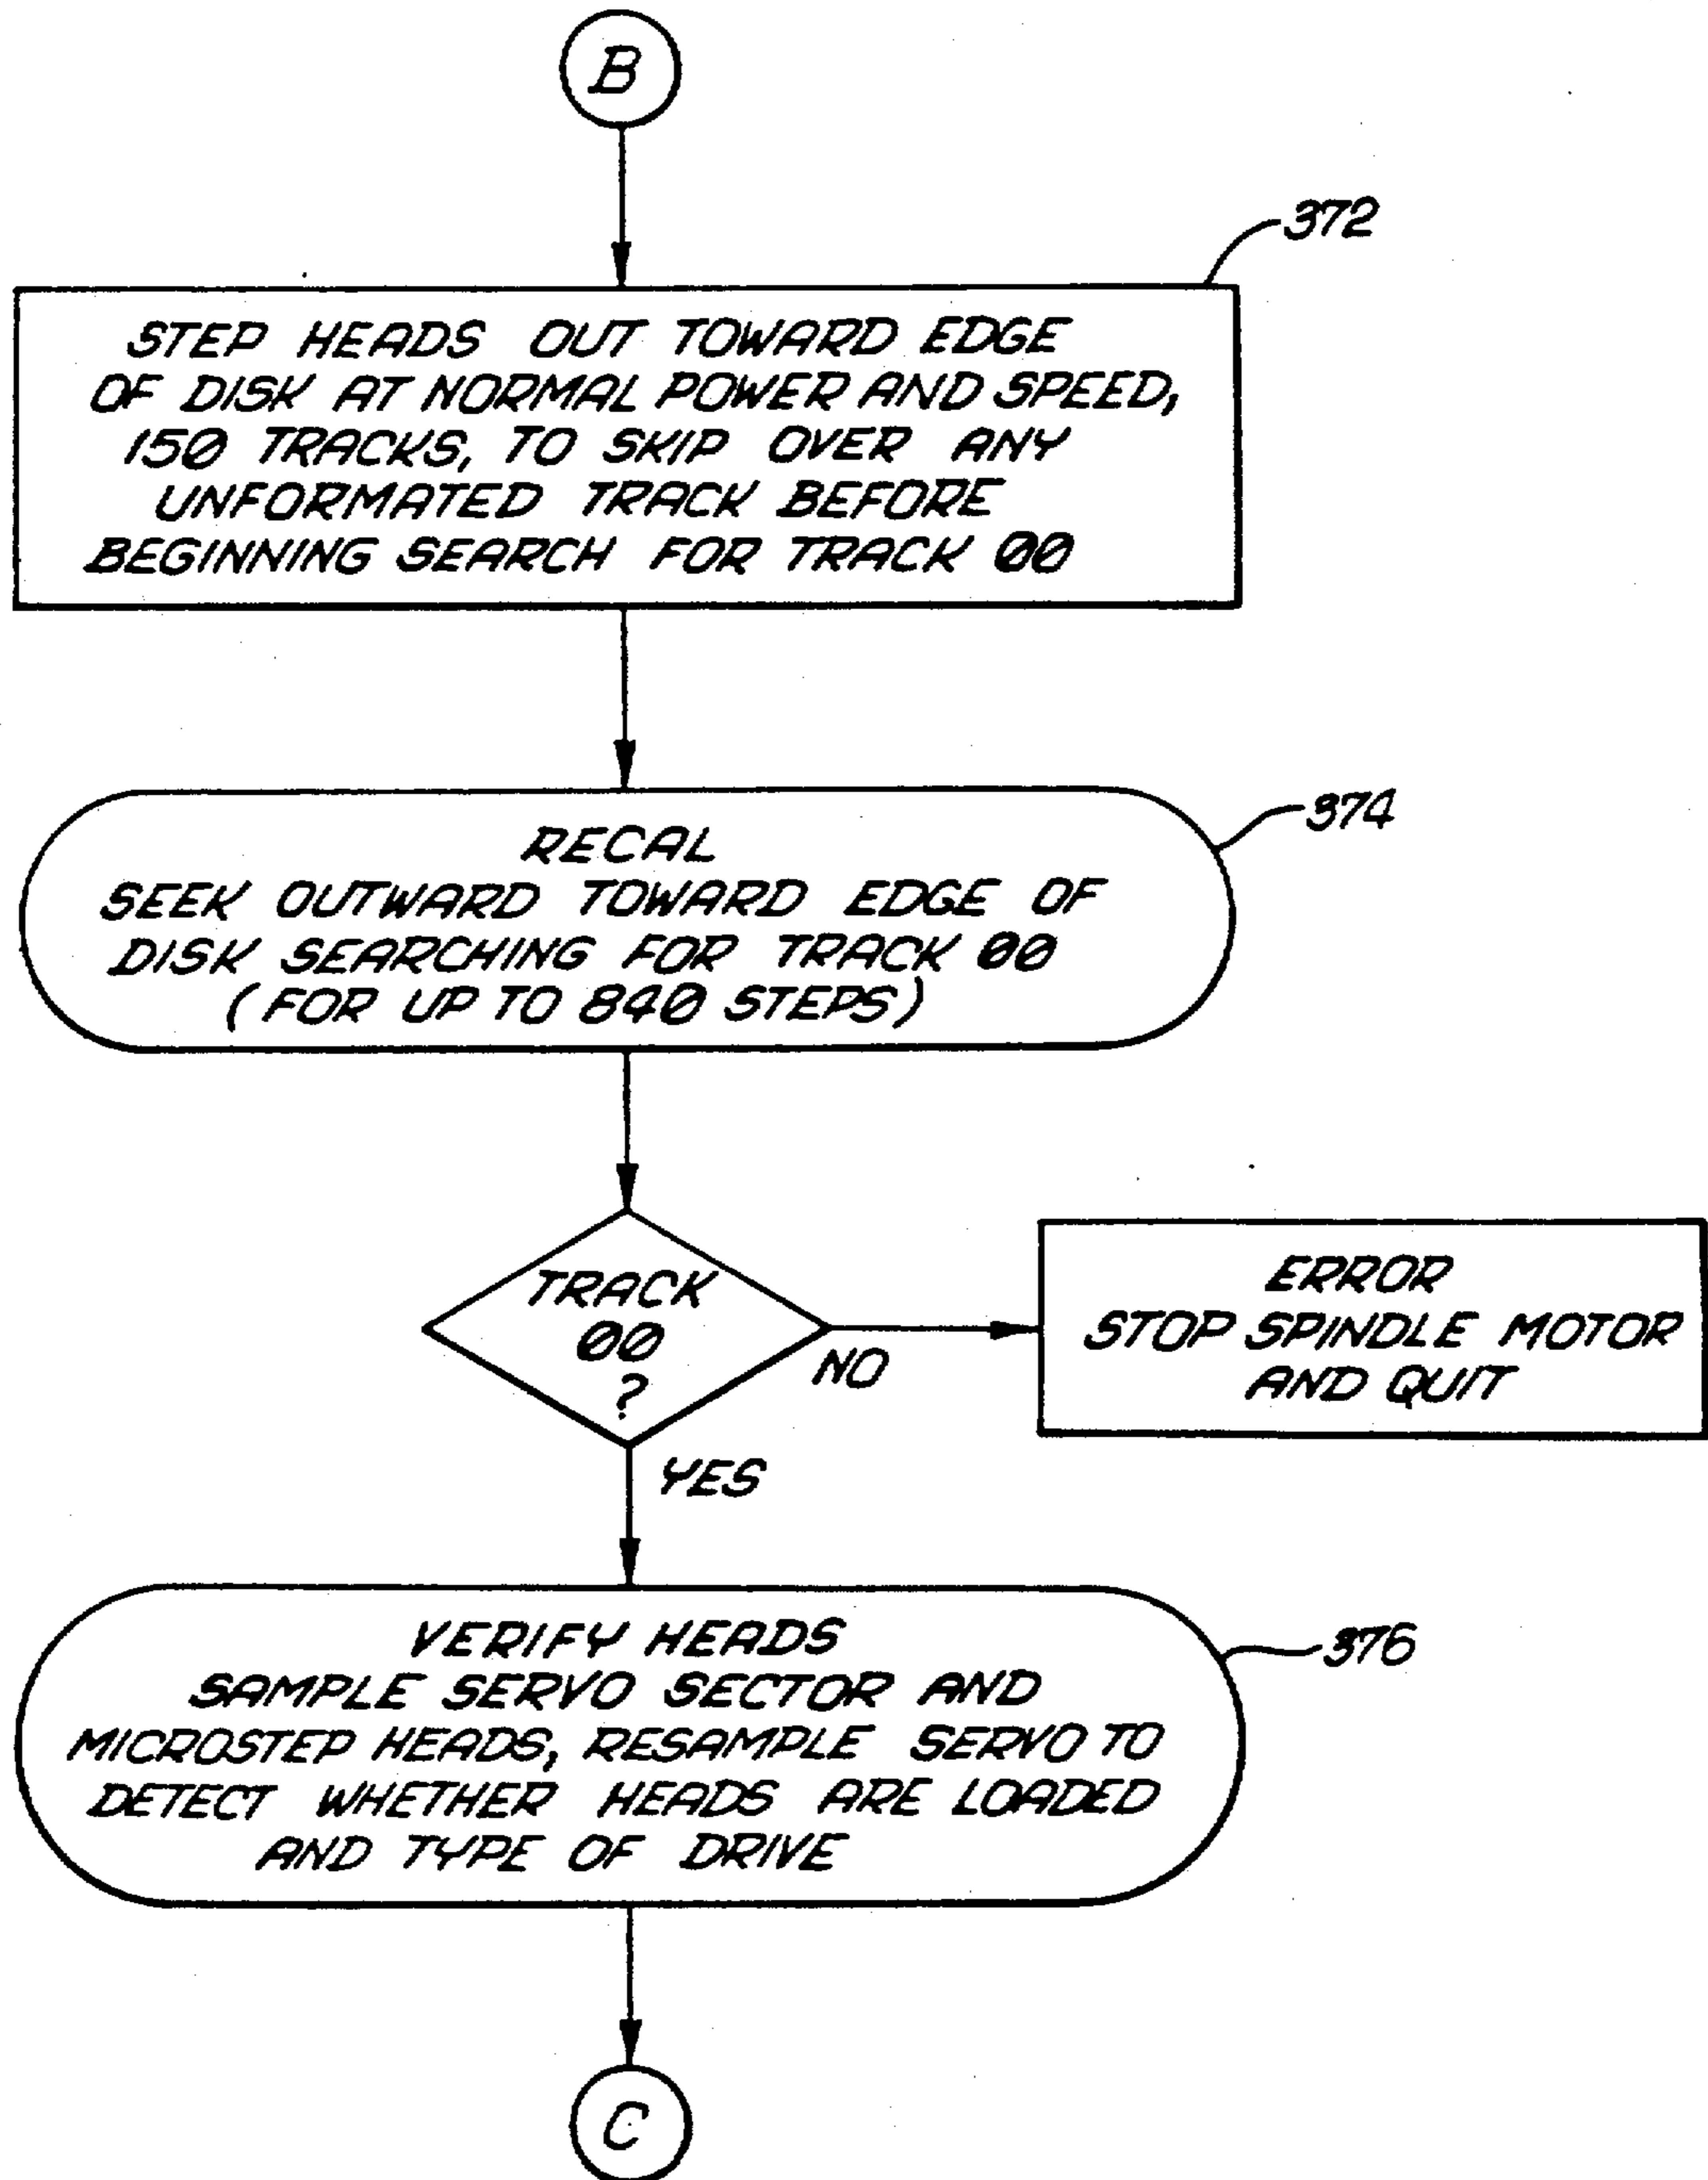 B
372
STEP HEADS OUT TOWARD EDGE
OF DISK AT NORMAL POWER AND SPEED,
150 TRACKS, TO SKIP OVER ANY
UNFORMATED TRACK BEFORE
BEGINNING SEARCH FOR TRACK 00
374
RECAL
SEEK OUTWARD TOWARD EDGE OF
DISK SEARCHING FOR TRACK 00
(FOR UP TO 840 STEPS)
TRACK
00
?
NO
ERROR
STOP SPINDLE MOTOR
AND QUIT
YES
376
VERIFY HEADS
SAMPLE SERVO SECTOR AND
MICROSTEP HEADS, RESAMPLE SERVO TO
DETECT WHETHER HEADS ARE LOADED
AND TYPE OF DRIVE
C